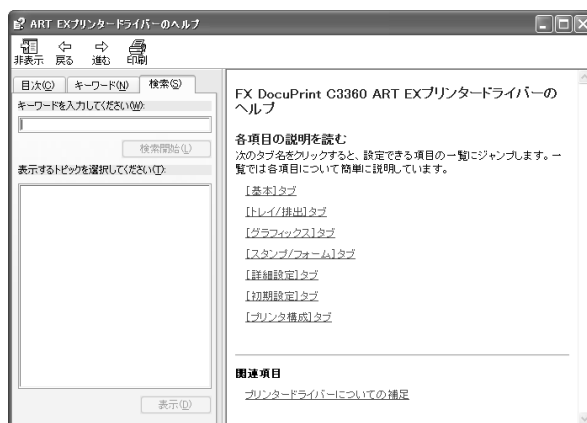 ART EXプリンタードライバーのヘルプ
非表示 戻る 進む 印刷
目次(C) キーワード(N) 検索(S)
キーワードを入力してください(W):
検索開始(L)
表示するトピックを選択してください(T):
表示(D)
FX DocuPrint C3360 ART EXプリンタードライバーの
ヘルプ
各項目の説明を読む
次のタブ名をクリックすると、設定できる項目の一覧にジャンプします。一
覧では各項目について簡単に説明しています。
[基本]タブ
[トレイ/排出]タブ
[グラフィックス]タブ
[スタンプ/フォーム]タブ
[詳細設定]タブ
[初期設定]タブ
[プリンタ構成]タブ
関連項目
プリンタードライバーについての補足